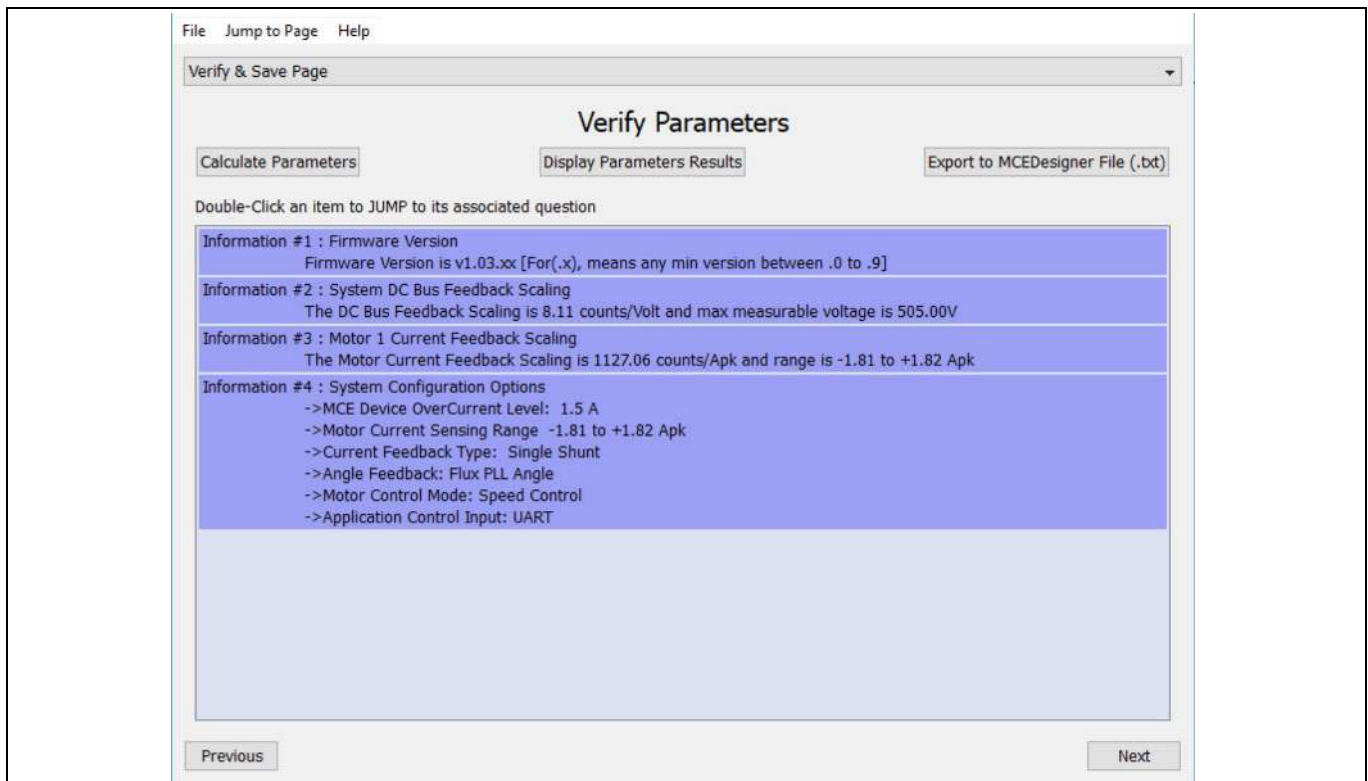 File Jump to Page Help
Verify & Save Page
Verify Parameters
Calculate Parameters Display Parameters Results Export to MCEDesigner File (.txt)
Double-Click an item to JUMP to its associated question
Information #1 : Firmware Version
Firmware Version is v1.03.xx [For(.x), means any min version between .0 to .9]
Information #2 : System DC Bus Feedback Scaling
The DC Bus Feedback Scaling is 8.11 counts/Volt and max measurable voltage is 505.00V
Information #3 : Motor 1 Current Feedback Scaling
The Motor Current Feedback Scaling is 1127.06 counts/Apk and range is -1.81 to +1.82 Apk
Information #4 : System Configuration Options
->MCE Device OverCurrent Level: 1.5 A
->Motor Current Sensing Range -1.81 to +1.82 Apk
->Current Feedback Type: Single Shunt
->Angle Feedback: Flux PLL Angle
->Motor Control Mode: Speed Control
->Application Control Input: UART
Previous Next